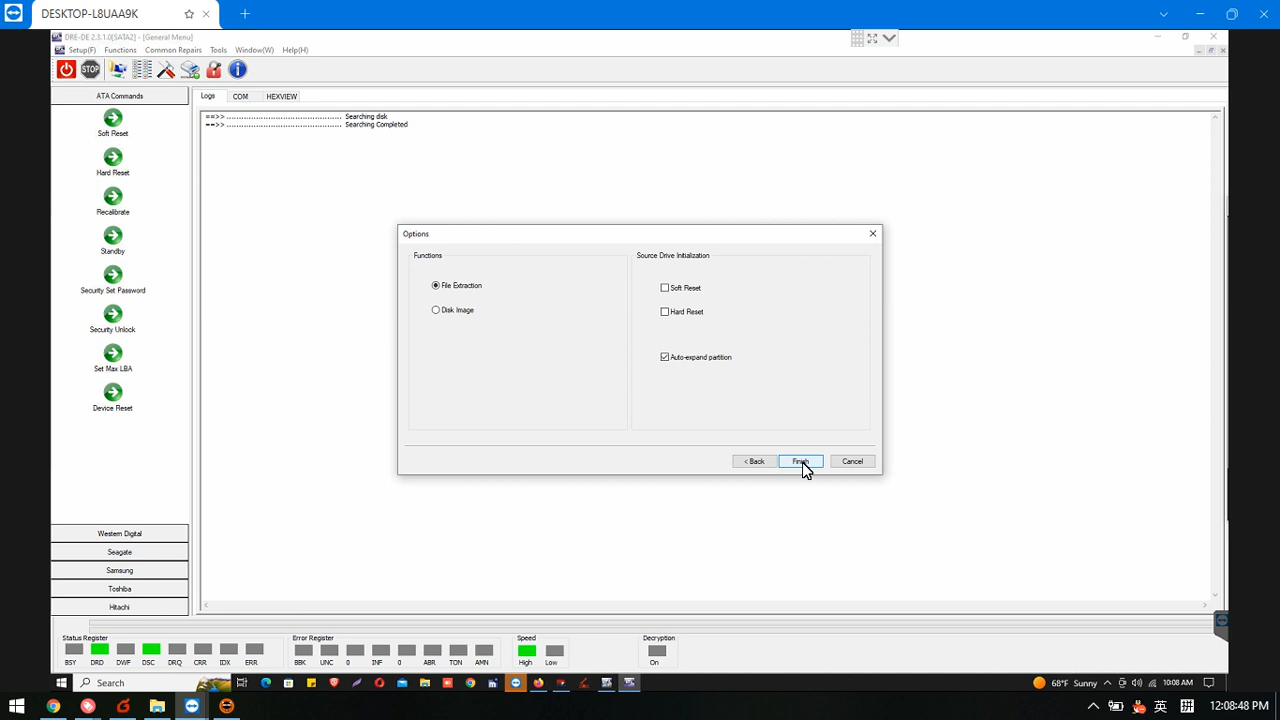 DESKTOP-L8UAA9K
DRE-DE 2.3.1.0[SATA2] - [General Menu]
Setup(F) Functions Common Repairs Tools Window(W) Help(H)
STOP
ATA Commands
Logs COM HEXVIEW
==>> ............................................ Searching disk
==>> ............................................ Searching Completed
Soft Reset
Hard Reset
Recalibrate
Standby
Security Set Password
Security Unlock
Set Max LBA
Device Reset
Options
Functions
File Extraction
Disk Image
Source Drive Initialization
Soft Reset
Hard Reset
Auto-expand partition
< Back Finish Cancel
Western Digital
Seagate
Samsung
Toshiba
Hitachi
Status Register Error Register Speed Decryption
BSY DRD DWF DSC DRQ CRR IDX ERR BBK UNC 0 INF 0 ABR TON AMN High Low On
Search
68°F Sunny 英 10:08 AM
英 拼 12:08:48 PM